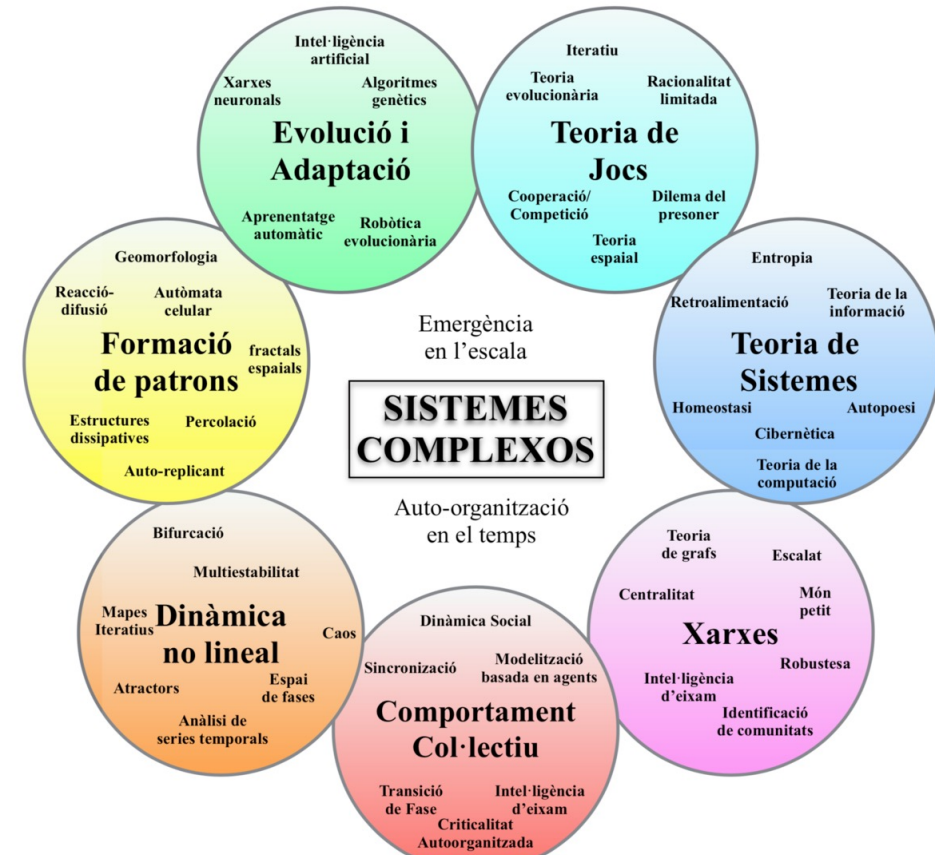 Intel·ligència
artificial
Xarxes
neuronals
Algoritmes
genètics
Evolució i
Adaptació
Aprenentatge
automàtic
Robòtica
evolucionària
Iteratiu
Teoria
evolucionària
Racionalitat
limitada
Teoria de
Jocs
Cooperació/
Competició
Dilema del
presoner
Teoria
espaial
Geomorfologia
Reacció-
difusió
Autòmata
celular
Formació
de patrons
fractals
espaials
Estructures
dissipatives
Percolació
Auto-replicant
Emergència
en l’escala
SISTEMES
COMPLEXOS
Auto-organització
en el temps
Entropia
Retroalimentació
Teoria de la
informació
Teoria de
Sistemes
Homeostasi
Autopoesi
Cibernètica
Teoria de la
computació
Bifurcació
Multiestabilitat
Mapes
Iteratius
Dinàmica
no lineal
Caos
Atractors
Espai
de fases
Anàlisi de
series temporals
Dinàmica Social
Sincronizació
Modelització
basada en agents
Comportament
Col·lectiu
Transició
de Fase
Intel·ligència
d’eixam
Criticalitat
Autoorganitzada
Teoria
de grafs
Escalat
Centralitat
Món
petit
Xarxes
Robustesa
Intel·ligència
d’eixam
Identificació
de comunitats